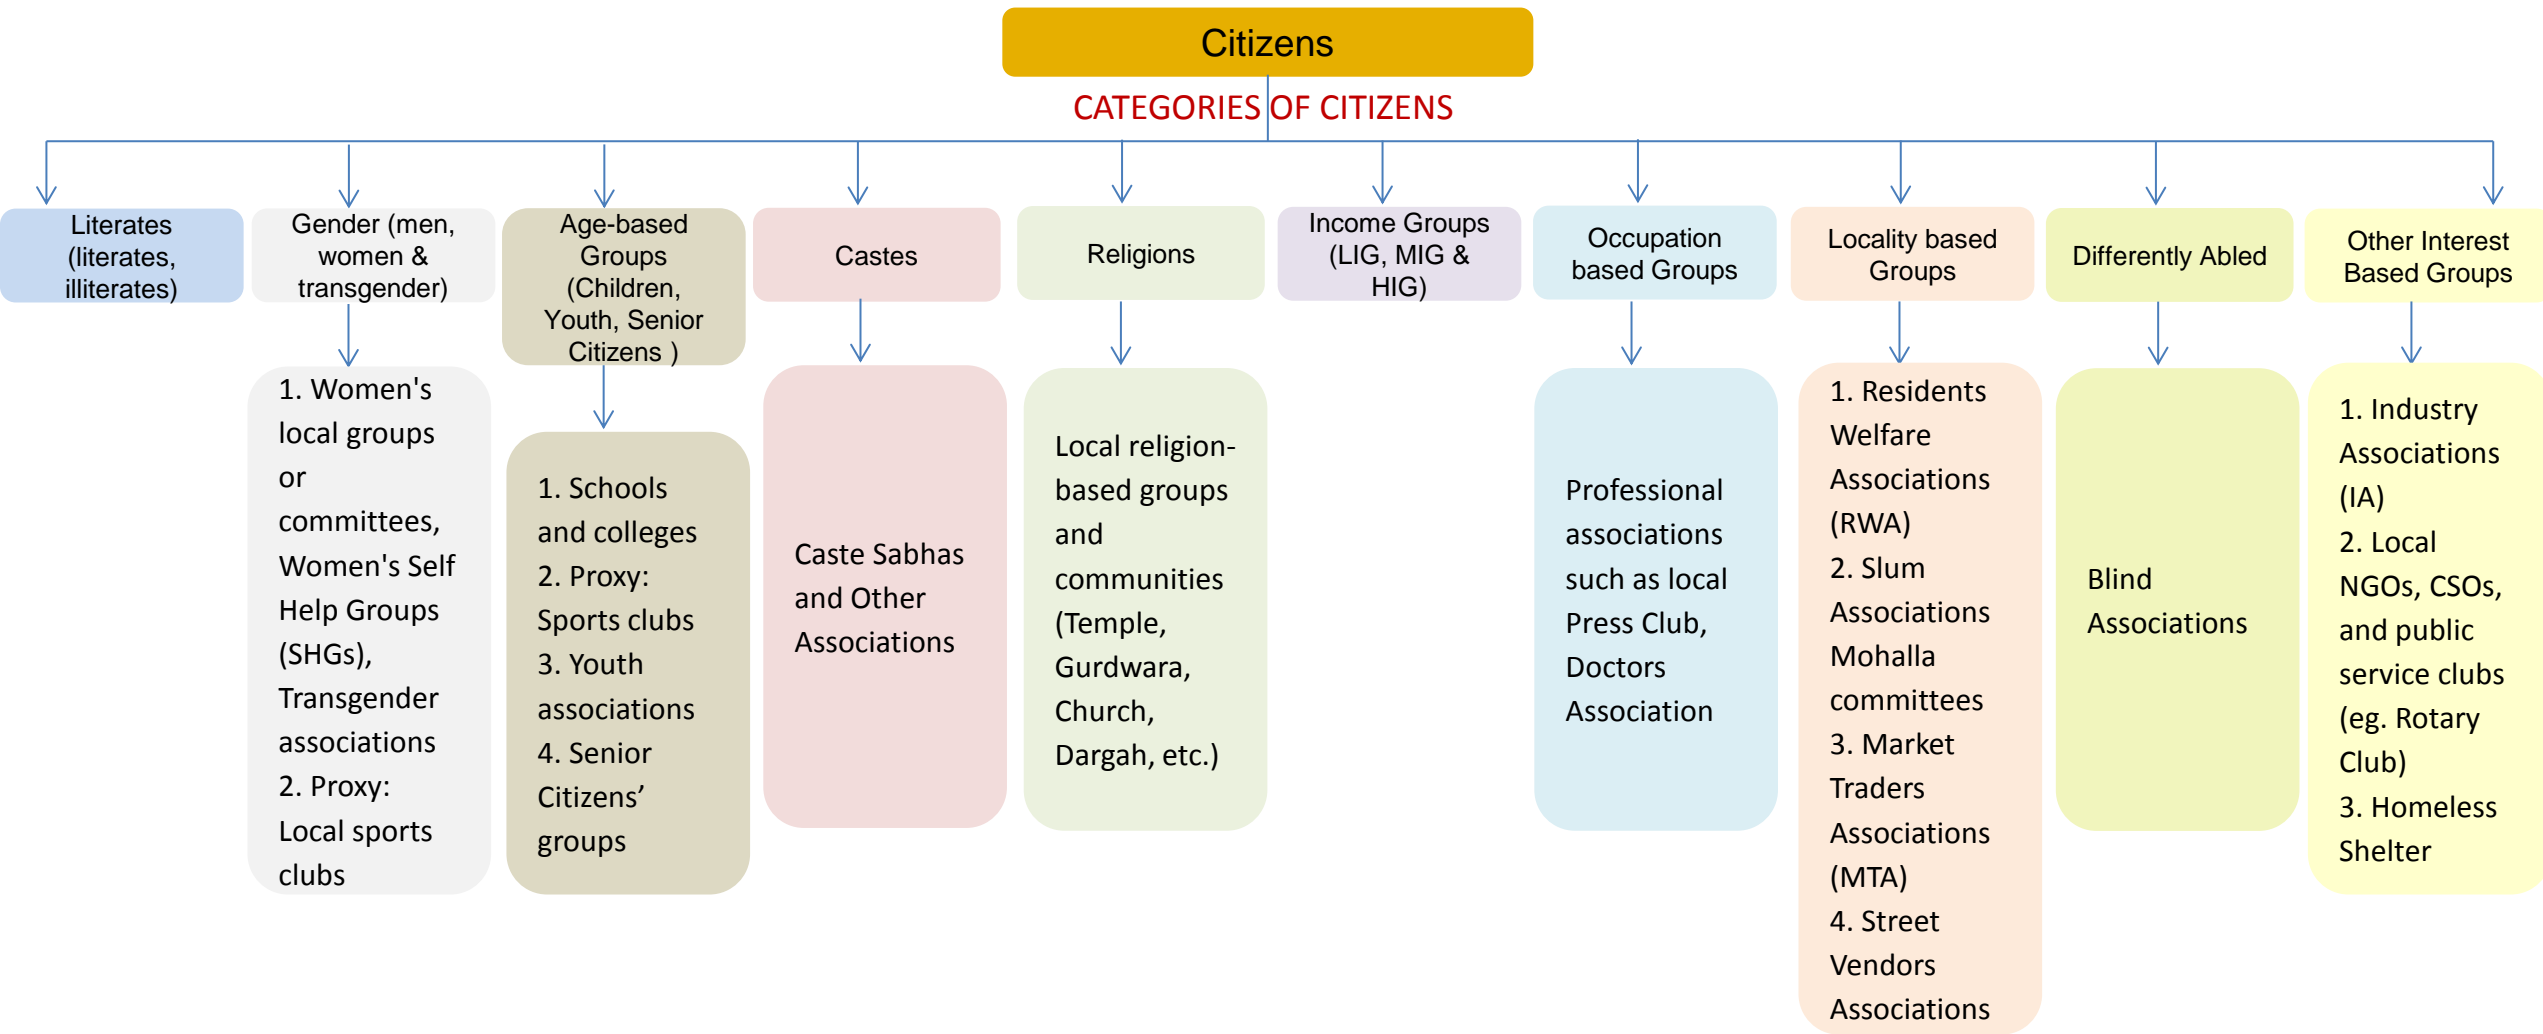 Citizens
CATEGORIES OF CITIZENS
Literates
(literates,
illiterates)
Gender (men,
women &
transgender)
Age-based
Groups
(Children,
Youth, Senior
Citizens )
Castes
Religions
Income Groups
(LIG, MIG &
HIG)
Occupation
based Groups
Locality based
Groups
Differently Abled
Other Interest
Based Groups
1. Women's
local groups
or
committees,
Women's Self
Help Groups
(SHGs),
Transgender
associations
2. Proxy:
Local sports
clubs
1. Schools
and colleges
2. Proxy:
Sports clubs
3. Youth
associations
4. Senior
Citizens’
groups
Caste Sabhas
and Other
Associations
Local religion-
based groups
and
communities
(Temple,
Gurdwara,
Church,
Dargah, etc.)
Professional
associations
such as local
Press Club,
Doctors
Association
1. Residents
Welfare
Associations
(RWA)
2. Slum
Associations
Mohalla
committees
3. Market
Traders
Associations
(MTA)
4. Street
Vendors
Associations
Blind
Associations
1. Industry
Associations
(IA)
2. Local
NGOs, CSOs,
and public
service clubs
(eg. Rotary
Club)
3. Homeless
Shelter